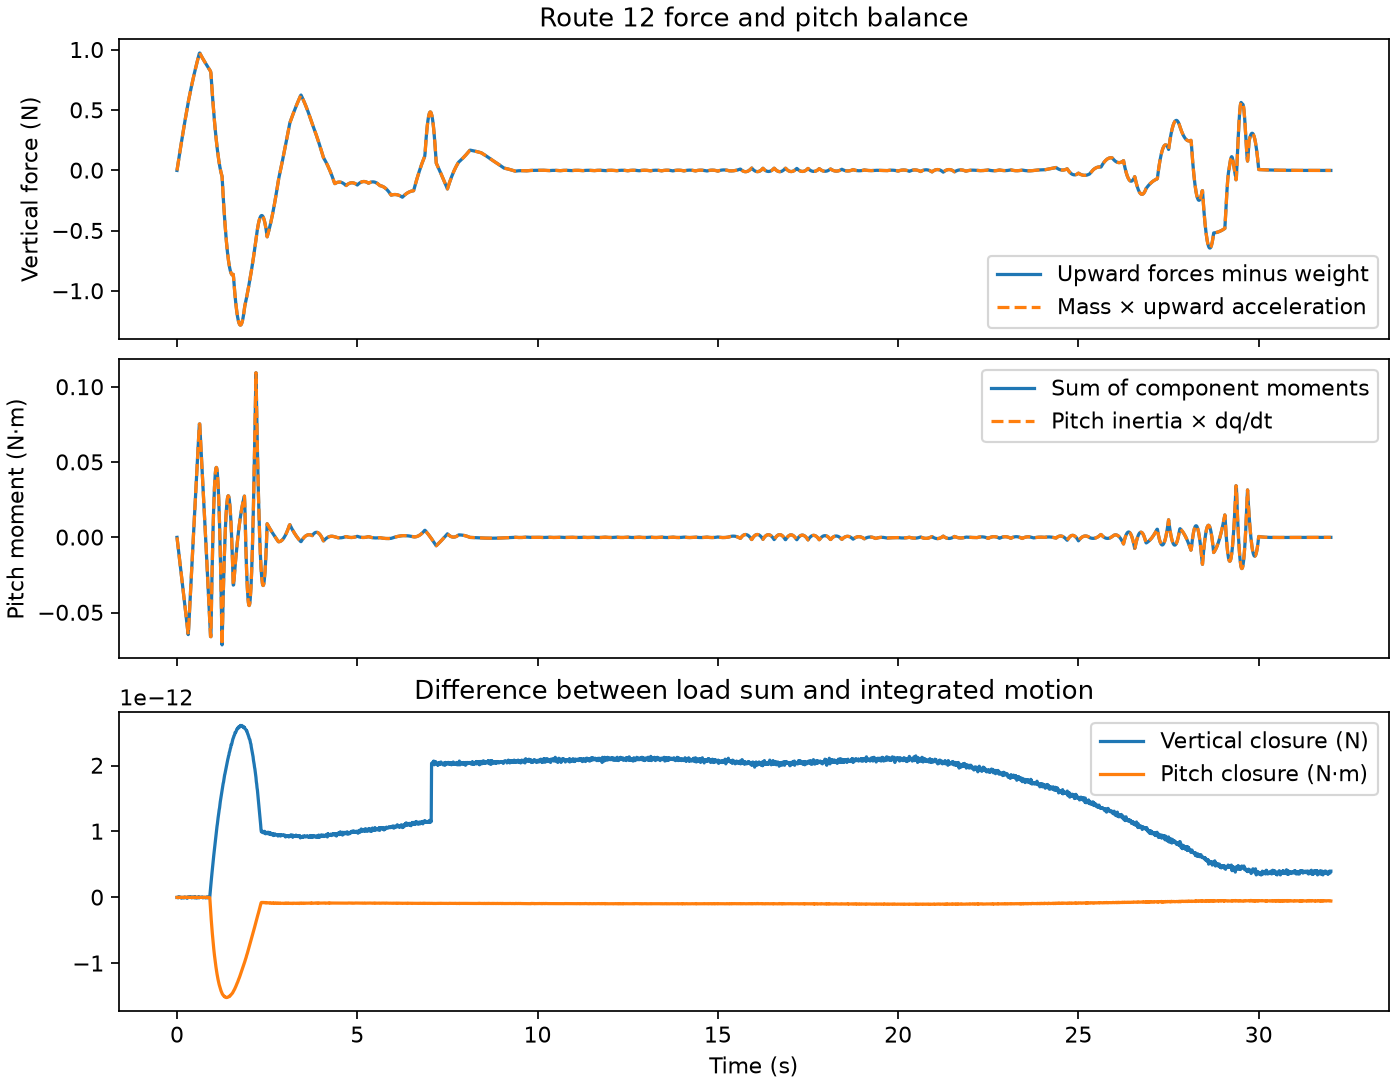 Route 12 force and pitch balance
Vertical force (N)
1.0
0.5
0.0
−0.5
−1.0
Upward forces minus weight
Mass × upward acceleration
Pitch moment (N·m)
0.10
0.05
0.00
−0.05
Sum of component moments
Pitch inertia × dq/dt
Difference between load sum and integrated motion
1e−12
2
1
0
−1
Vertical closure (N)
Pitch closure (N·m)
0 5 10 15 20 25 30
Time (s)